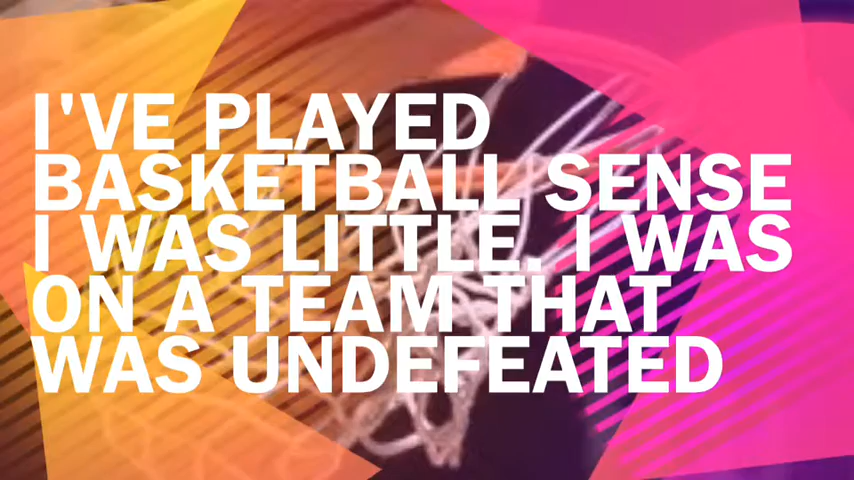 I'VE PLAYED
BASKETBALL SENSE
I WAS LITTLE. I WAS
ON A TEAM THAT
WAS UNDEFEATED